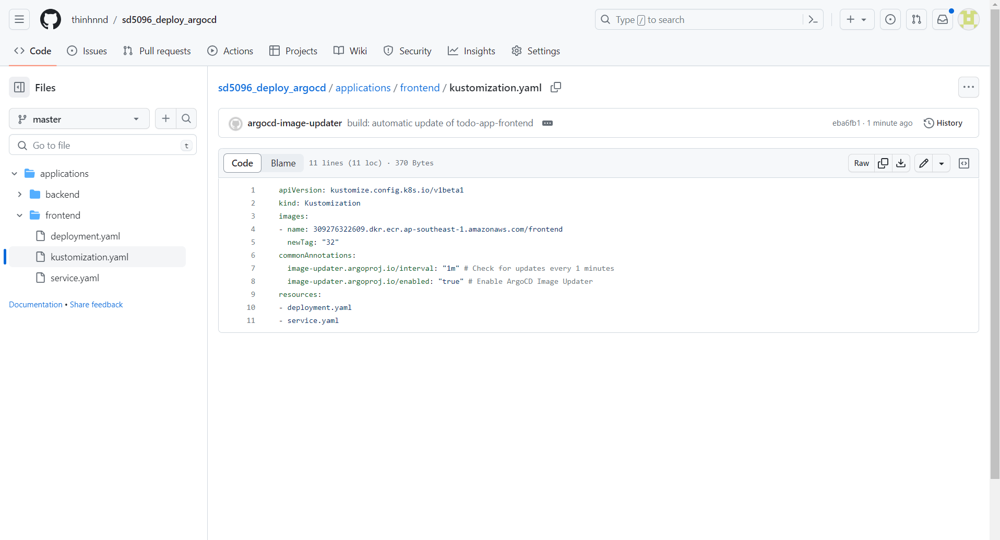 thinhnnd / sd5096_deploy_argocd
Type / to search
Code
Issues
Pull requests
Actions
Projects
Wiki
Security
Insights
Settings
Files
master
Go to file
t
applications
backend
frontend
deployment.yaml
kustomization.yaml
service.yaml
Documentation • Share feedback
sd5096_deploy_argocd / applications / frontend / kustomization.yaml
argocd-image-updater build: automatic update of todo-app-frontend
eba6fb1 · 1 minute ago
History
Code
Blame
11 lines (11 loc) · 370 Bytes
Raw
1 apiVersion: kustomize.config.k8s.io/v1beta1
2 kind: Kustomization
3 images:
4 - name: 309276322609.dkr.ecr.ap-southeast-1.amazonaws.com/frontend
5 newTag: "32"
6 commonAnnotations:
7 image-updater.argoproj.io/interval: "1m" # Check for updates every 1 minutes
8 image-updater.argoproj.io/enabled: "true" # Enable ArgoCD Image Updater
9 resources:
10 - deployment.yaml
11 - service.yaml